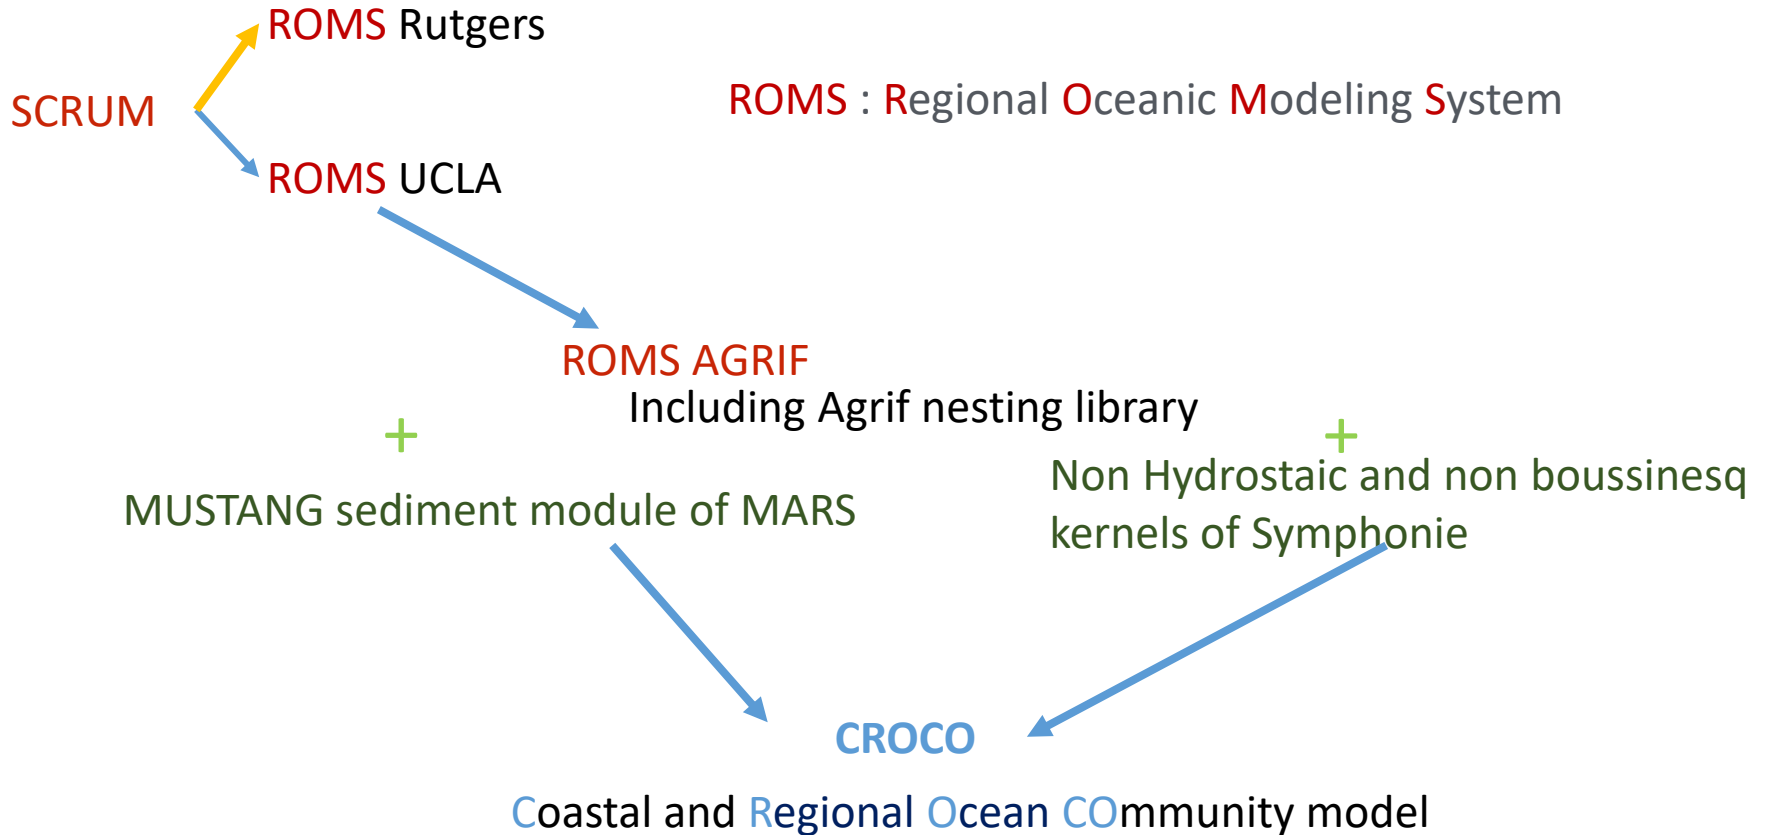 ROMS Rutgers
SCRUM
ROMS : Regional Oceanic Modeling System
ROMS UCLA
ROMS AGRIF
Including Agrif nesting library
+
+
MUSTANG sediment module of MARS
Non Hydrostaic and non boussinesq
kernels of Symphonie
CROCO
Coastal and Regional Ocean COmmunity model